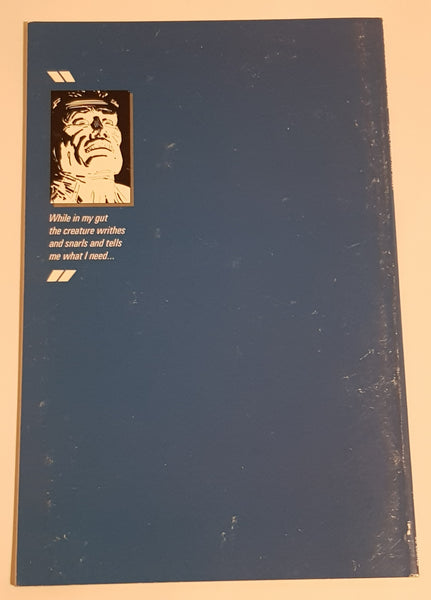 While in my gut
the creature writhes
and snarls and tells
me what I need...